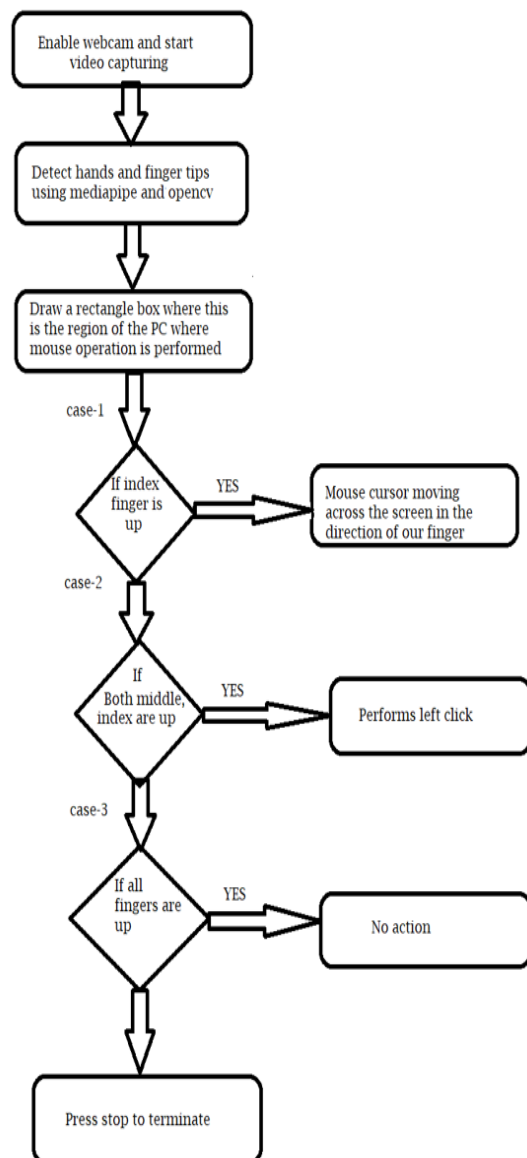 Enable webcam and start
video capturing
Detect hands and finger tips
using mediapipe and opencv
Draw a rectangle box where this
is the region of the PC where
mouse operation is performed
case-1
If index
finger is
up
YES
Mouse cursor moving
across the screen in the
direction of our finger
case-2
If
Both middle,
index are up
YES
Performs left click
case-3
If all
fingers are
up
YES
No action
Press stop to terminate